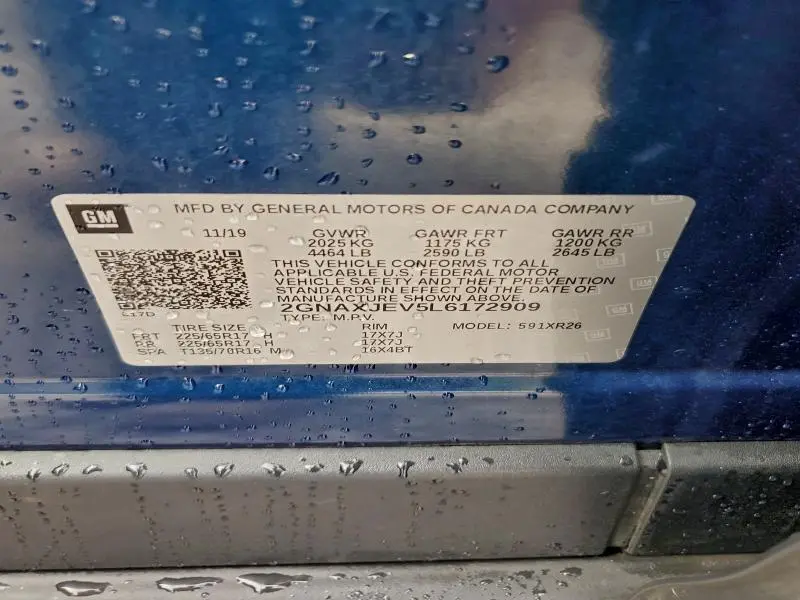 GM
MFD BY GENERAL MOTORS OF CANADA COMPANY
11/19 GVWR GAWR FRT GAWR RR
2025 KG 1175 KG 1200 KG
4464 LB 2590 LB 2645 LB
THIS VEHICLE CONFORMS TO ALL
APPLICABLE U.S. FEDERAL MOTOR
VEHICLE SAFETY AND THEFT PREVENTION
STANDARDS IN EFFECT ON THE DATE OF
MANUFACTURE SHOWN ABOVE.
2GNAXJEV5L6172909
TYPE: M.P.V. MODEL: 591XR26
TIRE SIZE RIM
FRT 225/65R17 H 17X7J
RR 225/65R17 H 17X7J
SPA T135/70R16 M 16X4BT